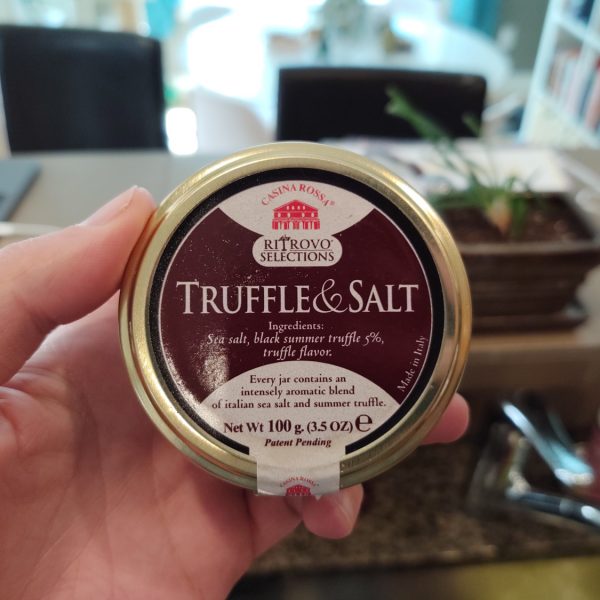 CASINA ROSSA®
RITROVO®
SELECTIONS
TRUFFLE & SALT
Ingredients:
Sea salt, black summer truffle 5%,
truffle flavor.
Made in Italy
Every jar contains an
intensely aromatic blend
of italian sea salt and summer truffle.
Net Wt 100 g. (3.5 OZ) ℮
Patent Pending
CASINA ROSSA®